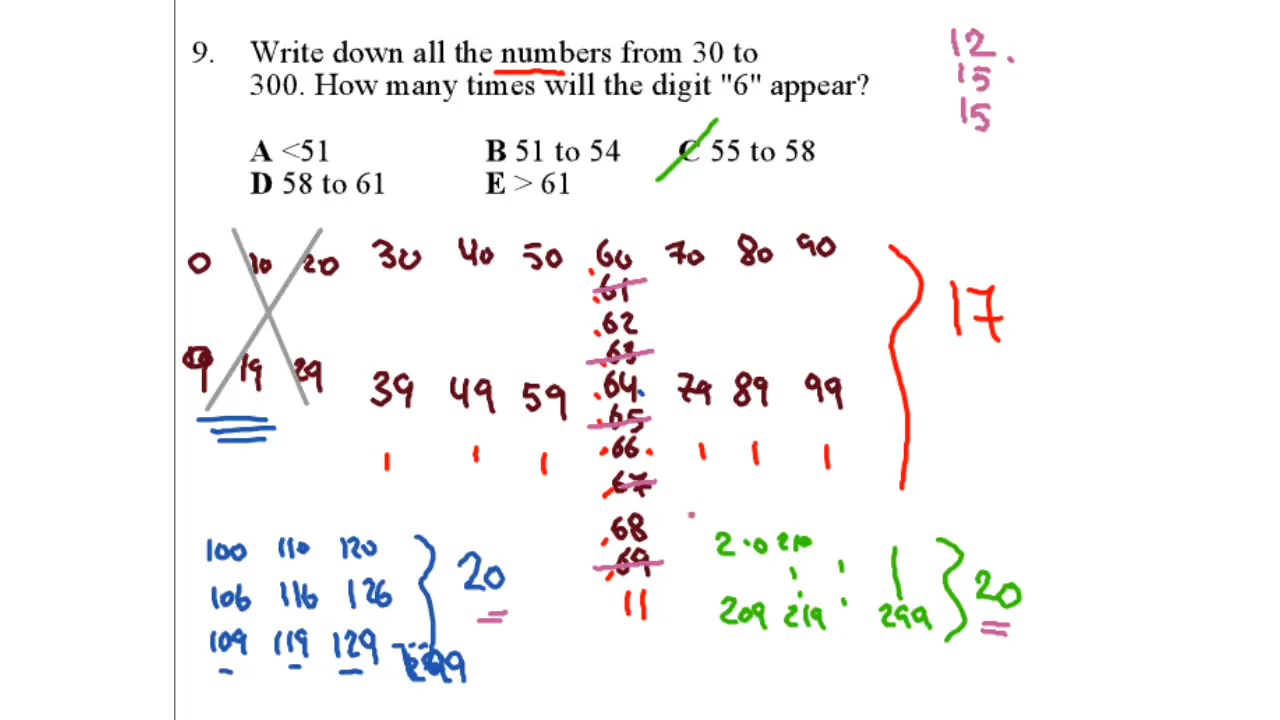 9. Write down all the numbers from 30 to
300. How many times will the digit "6" appear?
12
15
15
A <51 B 51 to 54 C 55 to 58
D 58 to 61 E > 61
0 10 20 30 40 50 60 70 80 90
61
62
63
9 19 29 39 49 59 64 79 89 99
65
66
67
68
69
1 1 1 11 1 1 1
17
100 110 120
106 116 126
109 119 129 199
20
210
209 219 299
20